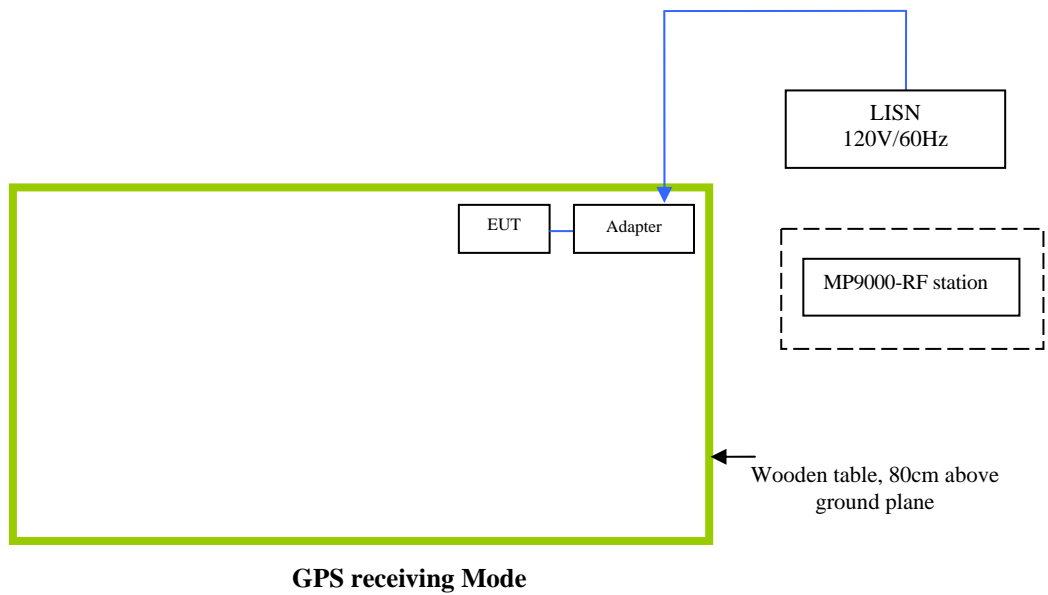 LISN
120V/60Hz
EUT
Adapter
MP9000-RF station
Wooden table, 80cm above
ground plane
GPS receiving Mode